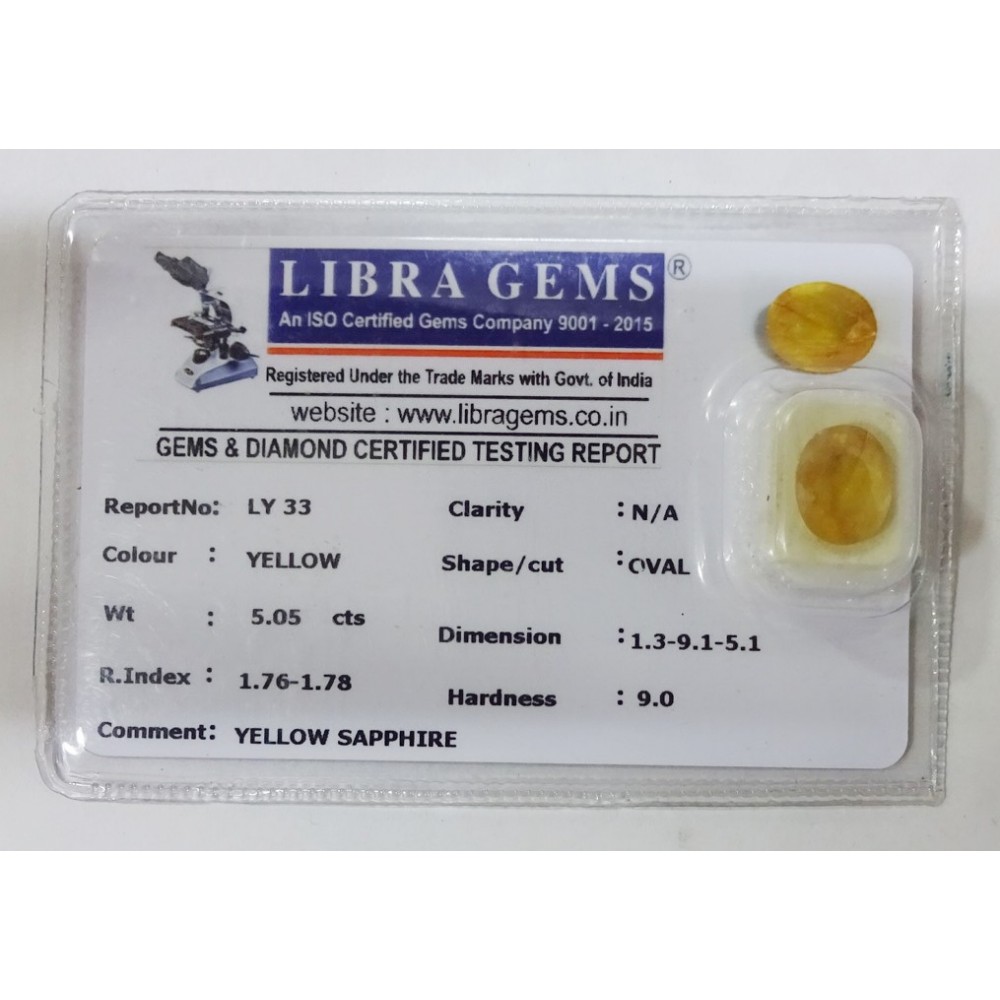 LIBRA GEMS ®
An ISO Certified Gems Company 9001 - 2015
Registered Under the Trade Marks with Govt. of India
website : www.libragems.co.in
GEMS & DIAMOND CERTIFIED TESTING REPORT
ReportNo: LY 33
Colour : YELLOW
Wt : 5.05 cts
R.Index : 1.76-1.78
Comment: YELLOW SAPPHIRE
Clarity : N/A
Shape/cut : OVAL
Dimension : 1.3-9.1-5.1
Hardness : 9.0